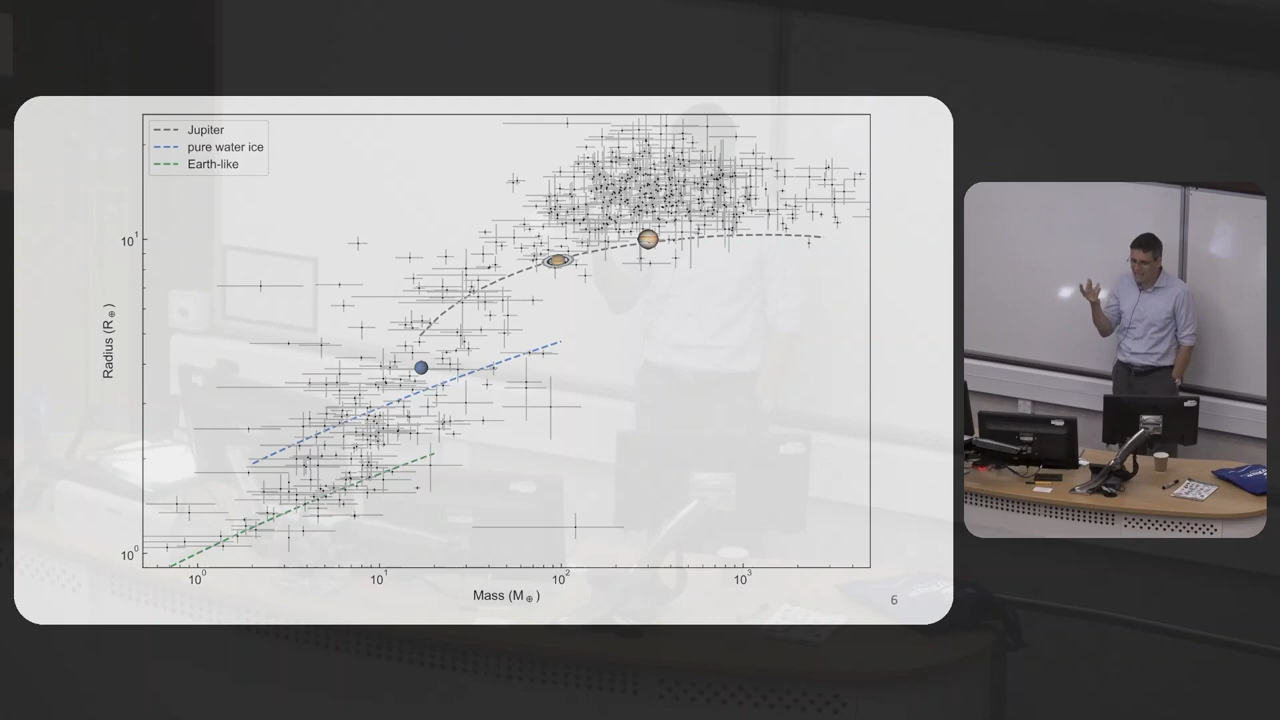 Jupiter
pure water ice
Earth-like
10¹
10⁰
Radius (R⊕)
10⁰
10¹
10²
10³
Mass (M⊕)
6